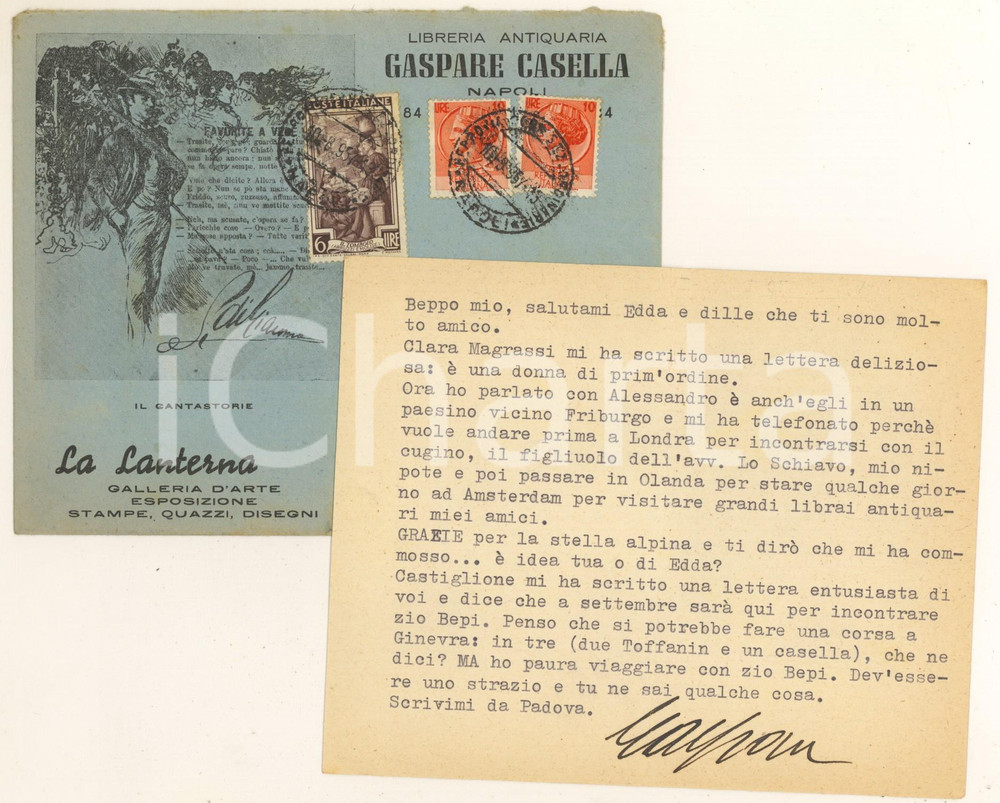 LIBRERIA ANTIQUARIA
GASPARE CASELLA
NAPOLI
84
4
FAVORITE A
POSTE ITALIANE
6 LIRE
LIRE 10
10
iCharta
IL CANTASTORIE
La Lanterna
GALLERIA D'ARTE
ESPOSIZIONE
STAMPE, QUAZZI, DISEGNI
Beppo mio, salutami Edda e dille che ti sono mol-
to amico.
Clara Magrassi mi ha scritto una lettera delizio-
sa: è una donna di prim'ordine.
Ora ho parlato con Alessandro è anch'egli in un
paesino vicino Friburgo e mi ha telefonato perchè
vuole andare prima a Londra per incontrarsi con il
cugino, il figliuolo dell'avv. Lo Schiavo, mio ni-
pote e poi passare in Olanda per stare qualche gior-
no ad Amsterdam per visitare grandi librai antiqua-
ri miei amici.
GRAZIE per la stella alpina e ti dirò che mi ha com-
mosso... è idea tua o di Edda?
Castiglione mi ha scritto una lettera entusiasta di
voi e dice che a settembre sarà qui per incontrare
zio Bepi. Penso che si potrebbe fare una corsa a
Ginevra: in tre (due Toffanin e un casella), che ne
dici? MA ho paura viaggiare con zio Bepi. Dev'esse-
re uno strazio e tu ne sai qualche cosa.
Scrivimi da Padova.